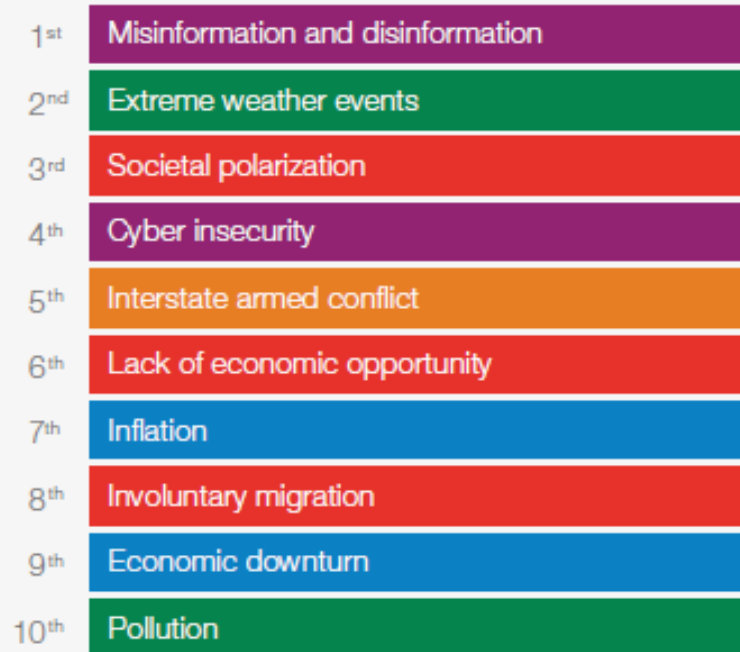 1st Misinformation and disinformation
2nd Extreme weather events
3rd Societal polarization
4th Cyber insecurity
5th Interstate armed conflict
6th Lack of economic opportunity
7th Inflation
8th Involuntary migration
9th Economic downturn
10th Pollution